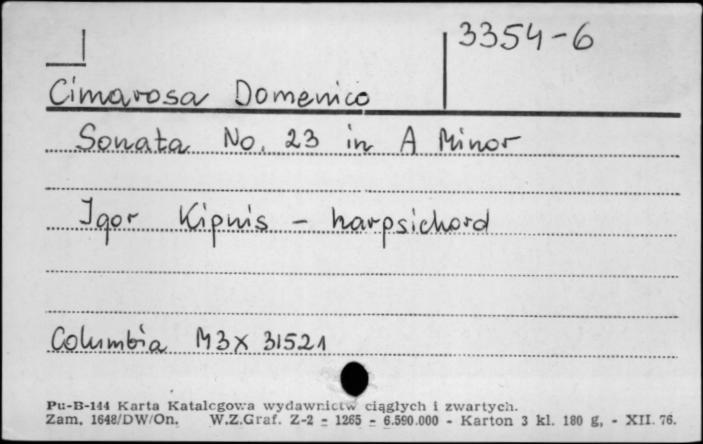 3354-6
Cimarosa Domenico
Sonata No. 23 in A Minor
Igor Kipnis - harpsichord
Columbia M3X 31521
Pu-B-144 Karta Katalogowa wydawnictw ciągłych i zwartych.
Zam. 1648/DW/On. W.Z.Graf. Z-2 - 1265 - 6.590.000 - Karton 3 kl. 180 g, - XII. 76.